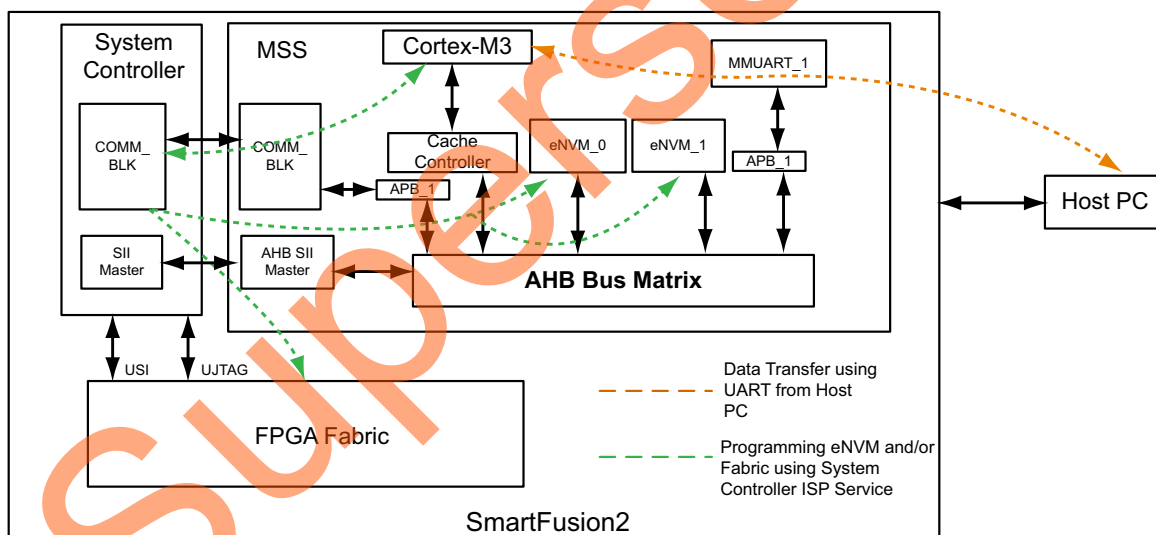 System
Controller
MSS
Cortex-M3
MMUART_1
COMM_
BLK
COMM_
BLK
Cache
Controller
eNVM_0
eNVM_1
APB_1
APB_1
Host PC
SII
Master
AHB SII
Master
AHB Bus Matrix
USI
UJTAG
FPGA Fabric
Data Transfer using
UART from Host
PC
Programming eNVM and/or
Fabric using System
Controller ISP Service
SmartFusion2
Supers